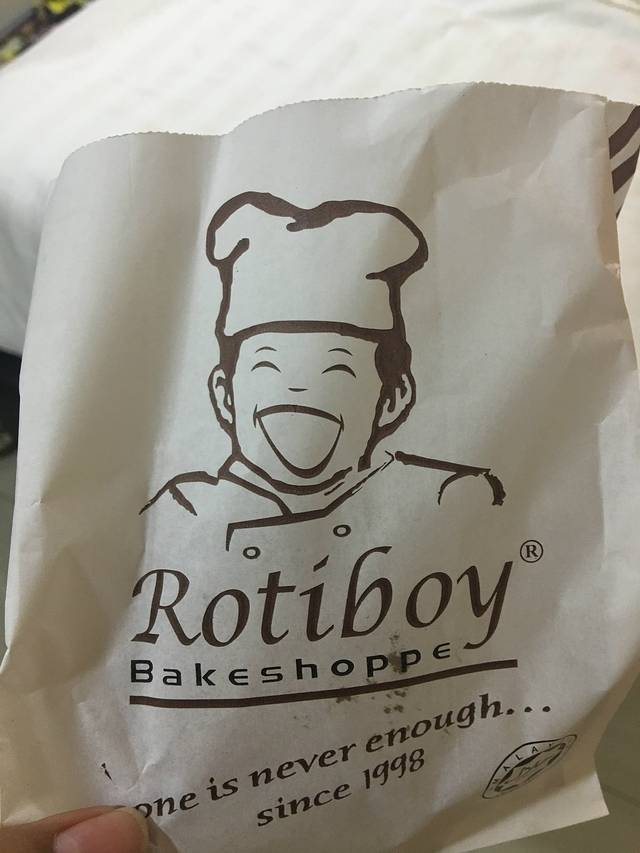 Rotiboy®
Bakeshoppe
one is never enough...
since 1998